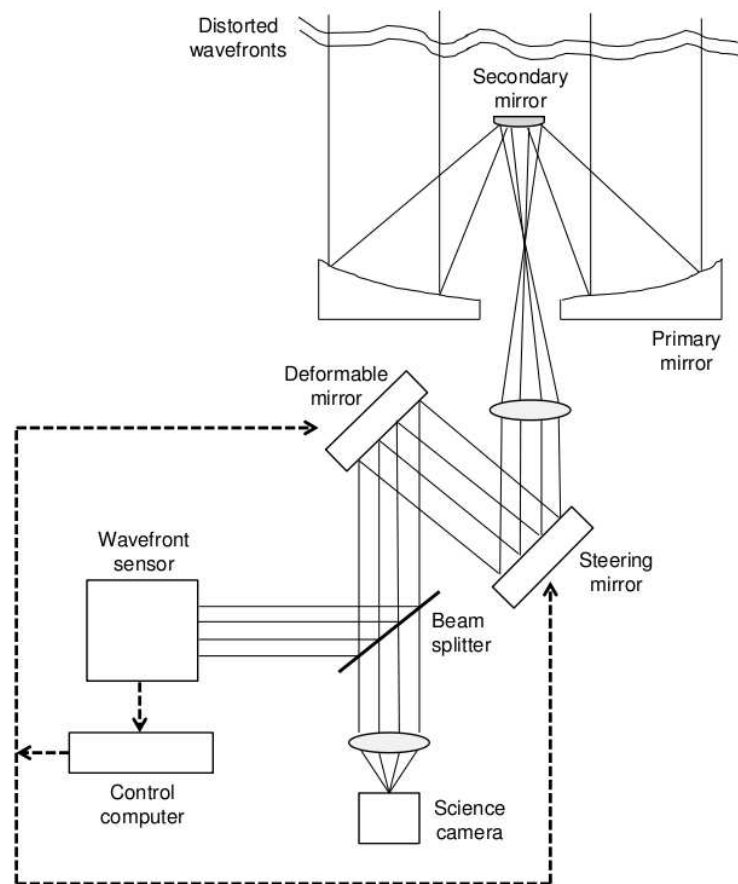 Distorted
wavefronts
Secondary
mirror
Primary
mirror
Deformable
mirror
Steering
mirror
Wavefront
sensor
Beam
splitter
Control
computer
Science
camera